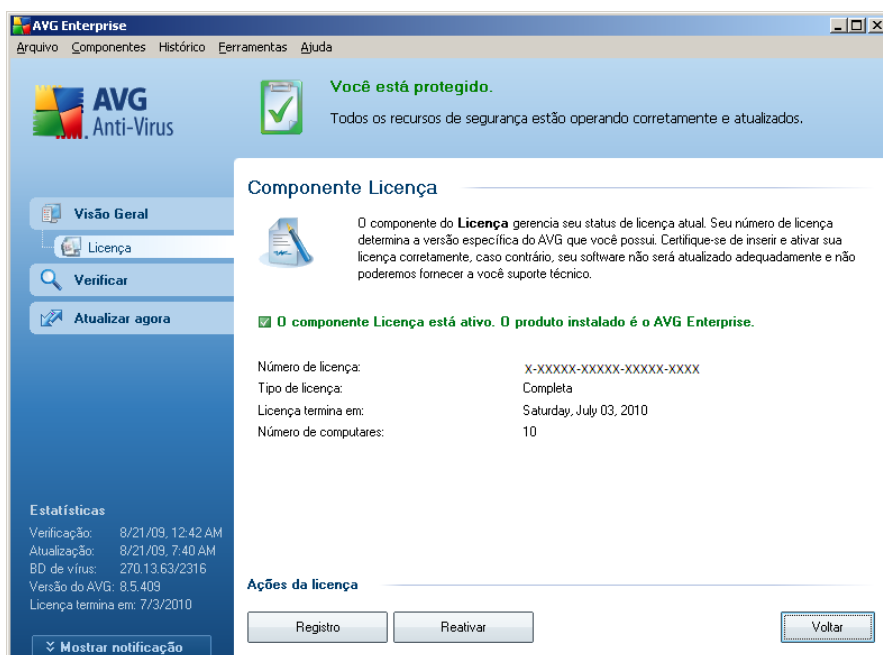 AVG Enterprise
Arquivo Componentes Histórico Ferramentas Ajuda
AVG
Anti-Virus
Você está protegido.
Todos os recursos de segurança estão operando corretamente e atualizados.
Visão Geral
Licença
Verificar
Atualizar agora
Componente Licença
O componente do Licença gerencia seu status de licença atual. Seu número de licença
determina a versão específica do AVG que você possui. Certifique-se de inserir e ativar sua
licença corretamente, caso contrário, seu software não será atualizado adequadamente e não
poderemos fornecer a você suporte técnico.
O componente Licença está ativo. O produto instalado é o AVG Enterprise.
Número de licença: X-XXXXX-XXXXX-XXXXX-XXXX
Tipo de licença: Completa
Licença termina em: Saturday, July 03, 2010
Número de computares: 10
Estatísticas
Verificação: 8/21/09, 12:42 AM
Atualização: 8/21/09, 7:40 AM
BD de vírus: 270.13.63/2316
Versão do AVG: 8.5.409
Licença termina em: 7/3/2010
Mostrar notificação
Ações da licença
Registro Reativar Voltar